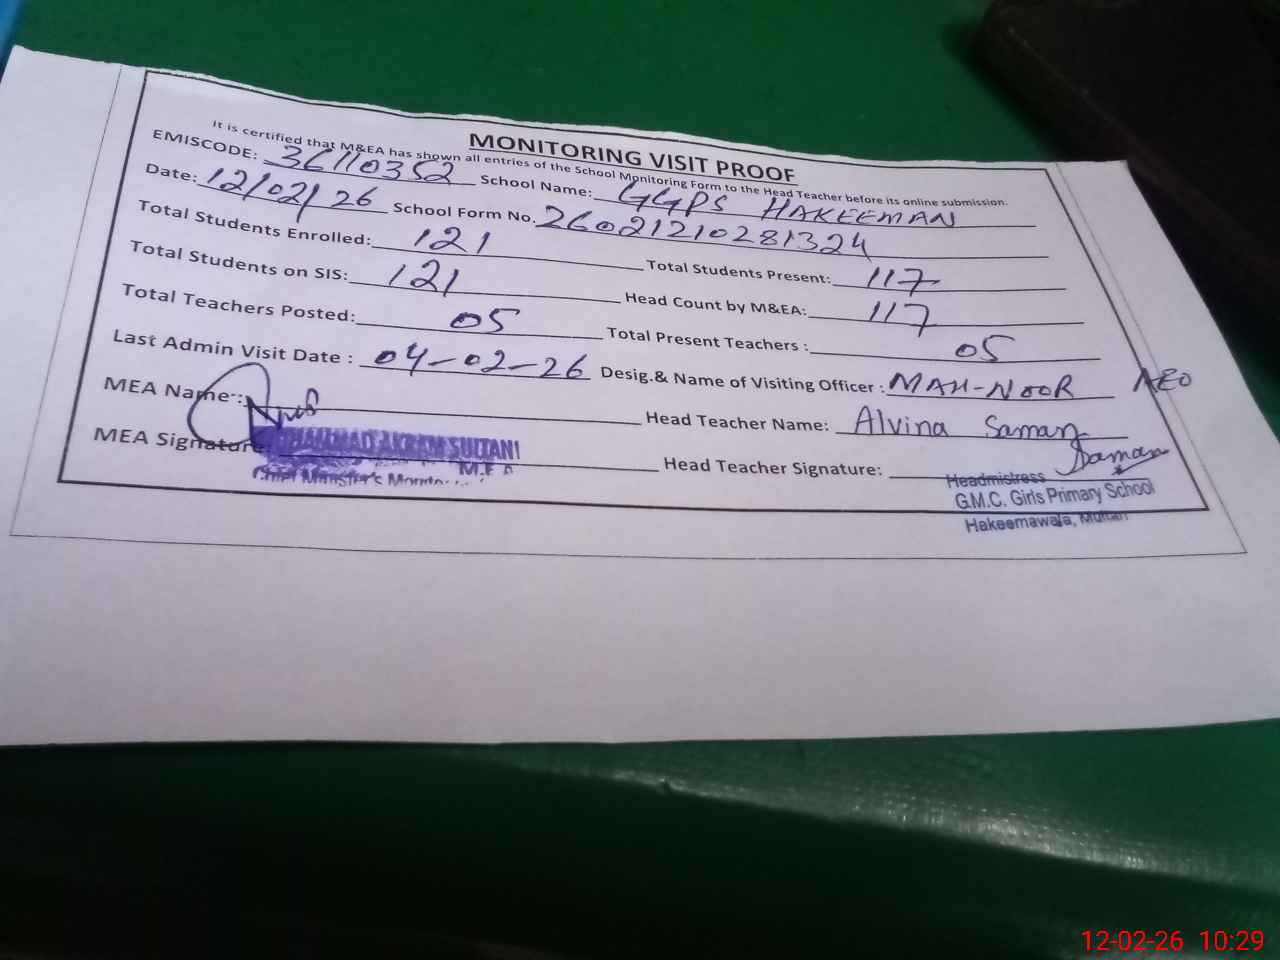 MONITORING VISIT PROOF
It is certified that M&EA has shown all entries of the School Monitoring Form to the Head Teacher before its online submission.
EMISCODE: 36110352 School Name: GGPS HAKEEMAN
Date: 12/02/26 School Form No. 26021210281324
Total Students Enrolled: 121 Total Students Present: 117
Total Students on SIS: 121 Head Count by M&EA: 117
Total Teachers Posted: 05 Total Present Teachers : 05
Last Admin Visit Date : 04-02-26 Desig.& Name of Visiting Officer : MAH-NOOR AEO
MEA Name: Head Teacher Name: Alvina Saman
MEA Signature Head Teacher Signature: Saman
MUHAMMAD AKRAM SULTANI
M.E.A
Chief Minister's
Headmistress
G.M.C. Girls Primary School
Hakeemawala, Multan
12-02-26 10:29